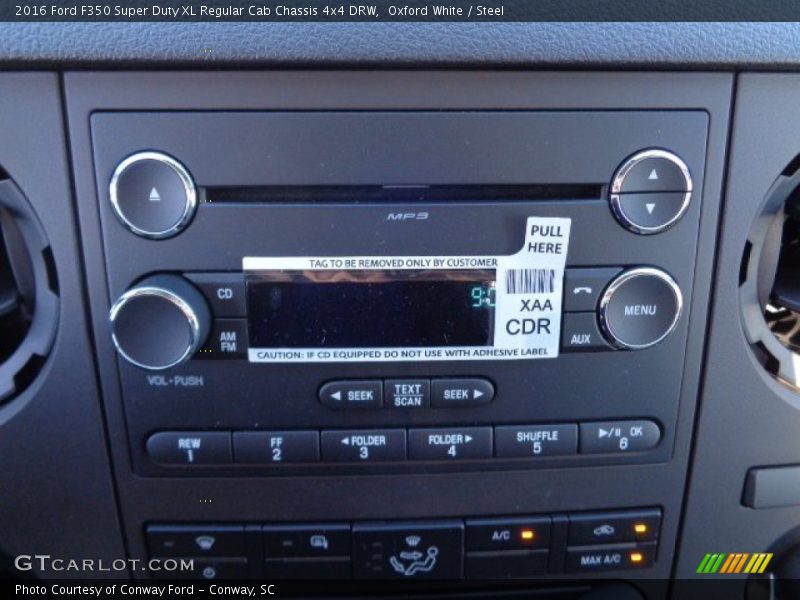 2016 Ford F350 Super Duty XL Regular Cab Chassis 4x4 DRW, Oxford White / Steel
MP3
PULL
HERE
TAG TO BE REMOVED ONLY BY CUSTOMER
XAA
CDR
CAUTION: IF CD EQUIPPED DO NOT USE WITH ADHESIVE LABEL
CD
AM
FM
MENU
AUX
VOL-PUSH
◄ SEEK
TEXT
SCAN
SEEK ►
REW
1
FF
2
◄FOLDER
3
FOLDER►
4
SHUFFLE
5
►/II OK
6
A/C
MAX A/C
GTCARLOT.COM
Photo Courtesy of Conway Ford - Conway, SC